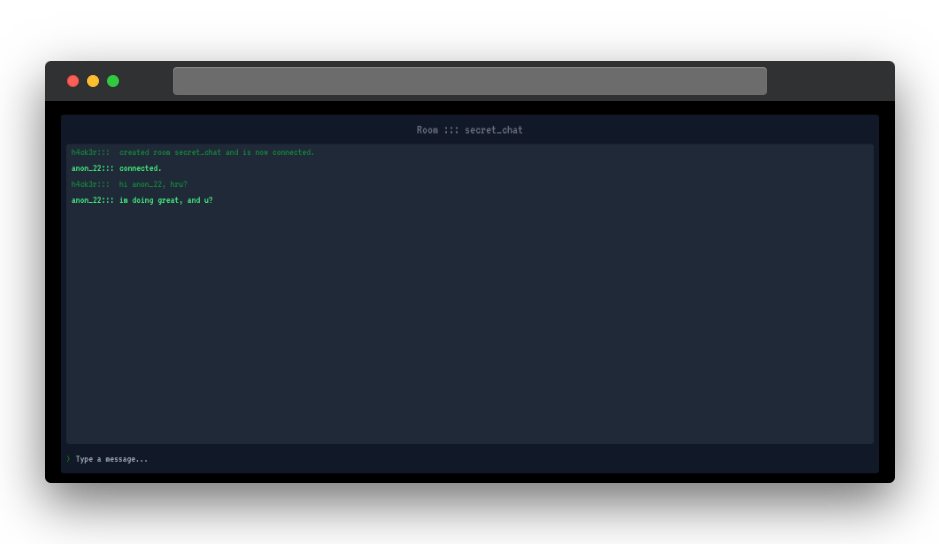 Room ::: secret_chat
h4ck3r::: created room secret_chat and is now connected.
anon_22::: connected.
h4ck3r::: hi anon_22, hru?
anon_22::: im doing great, and u?
> Type a message...